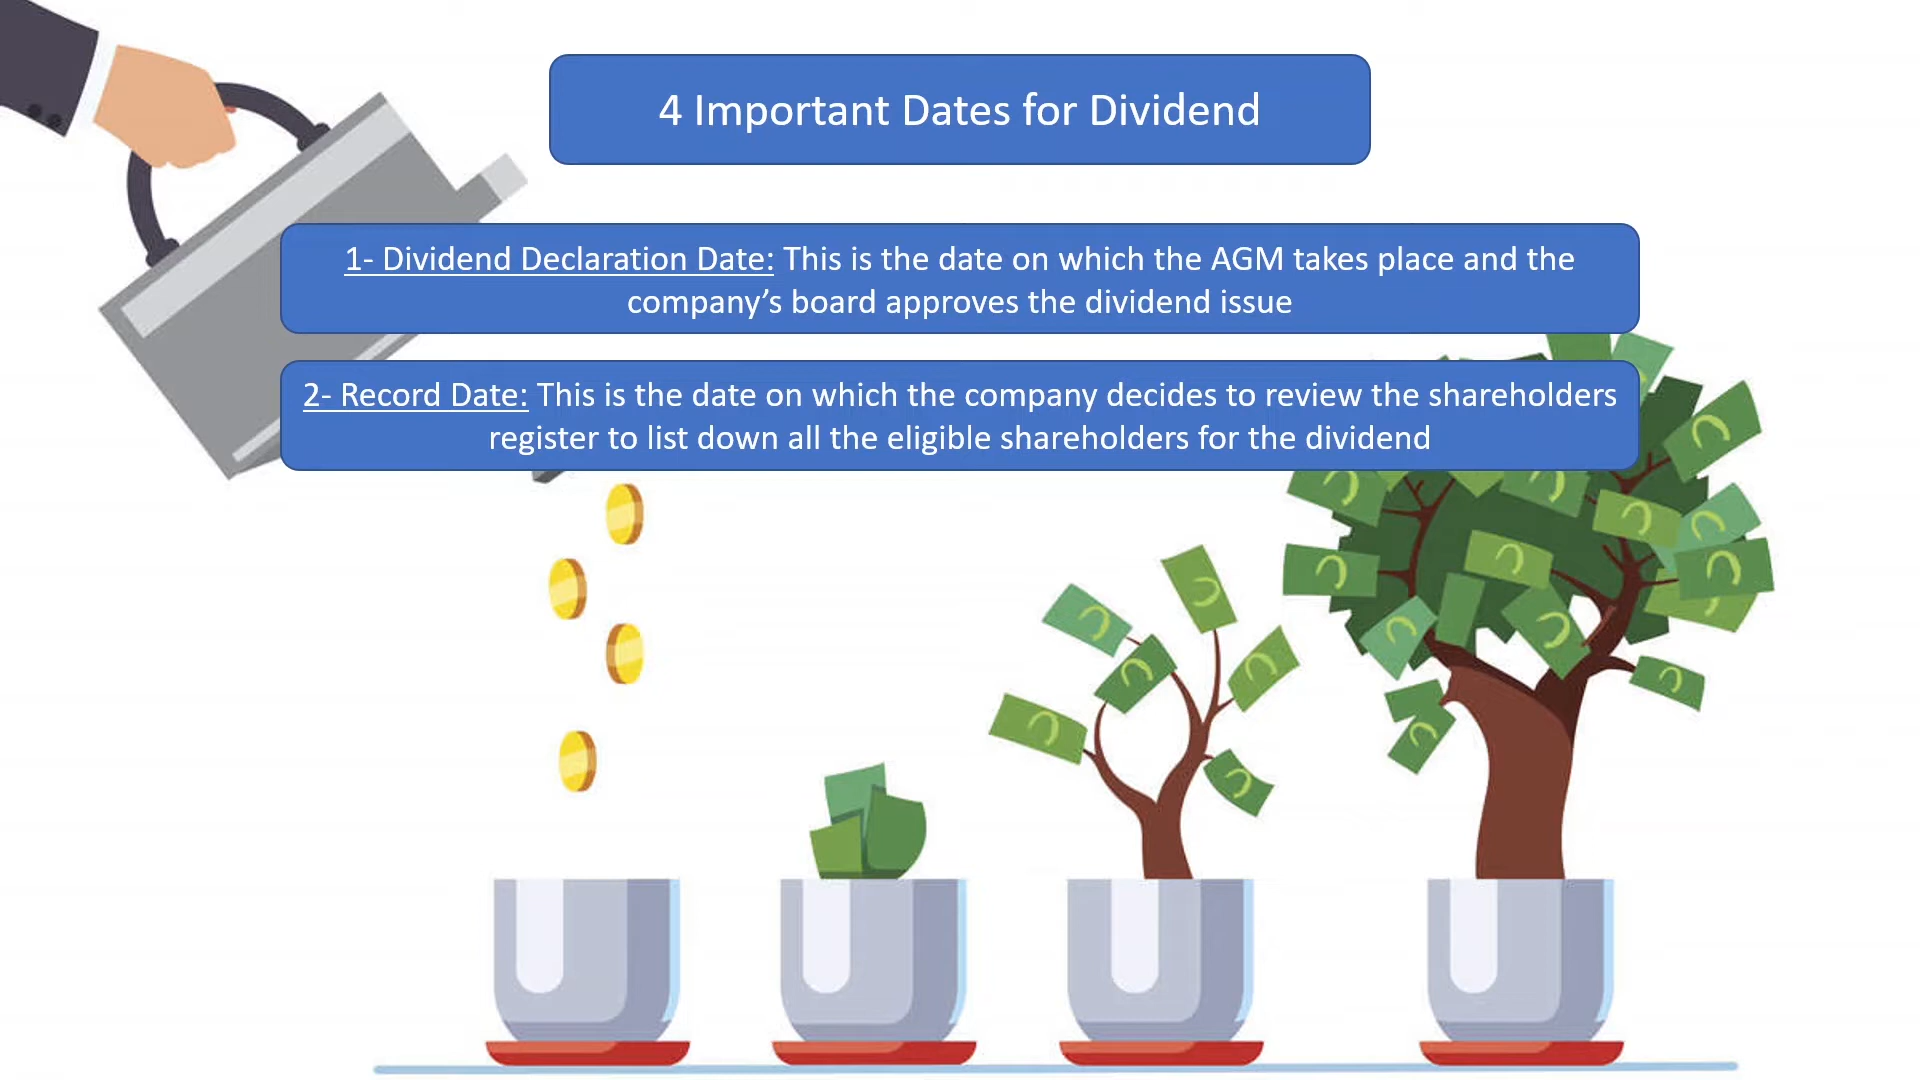 4 Important Dates for Dividend
1- Dividend Declaration Date: This is the date on which the AGM takes place and the
company’s board approves the dividend issue
2- Record Date: This is the date on which the company decides to review the shareholders
register to list down all the eligible shareholders for the dividend